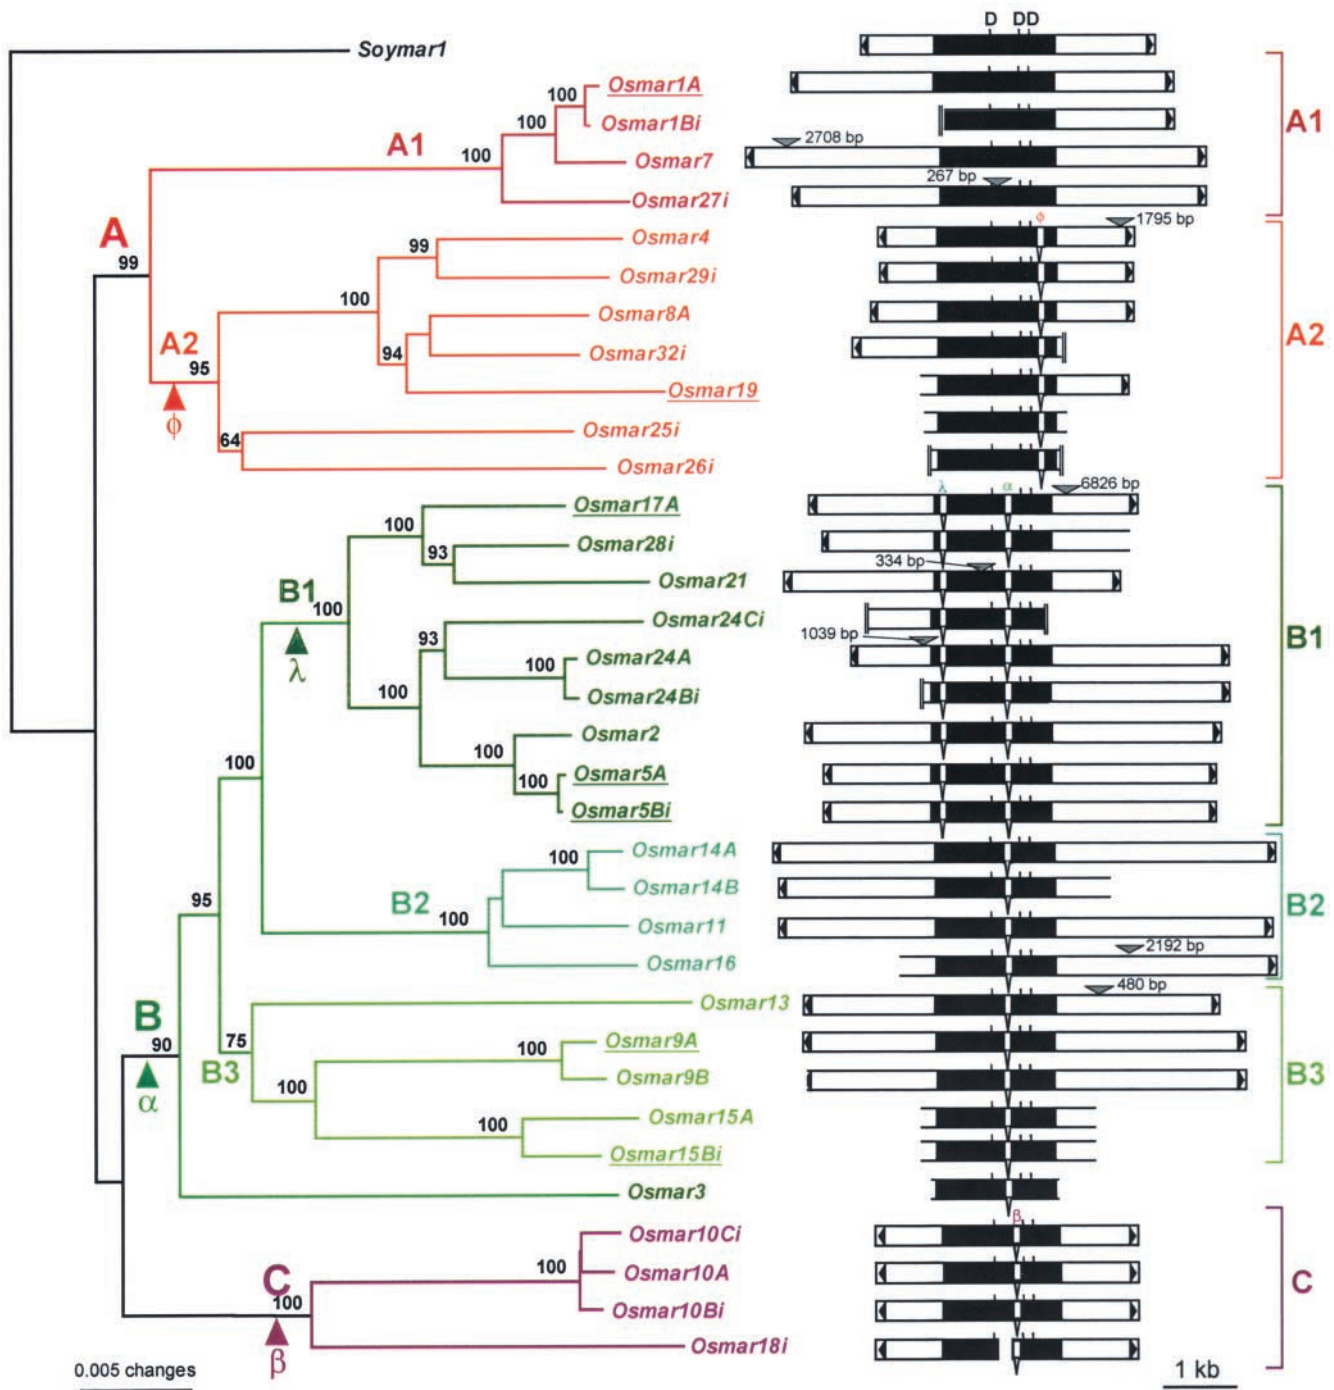 D D D
Soymar1
Osmar1A
100
A1
Osmar1Bi
100
2708 bp
A1
100
Osmar7
267 bp
Osmar27i
A
φ
1795 bp
Osmar4
99
99
Osmar29i
100
Osmar8A
A2
A2
94
Osmar32i
95
Osmar19
φ
Osmar25i
64
Osmar26i
λ
α
6826 bp
Osmar17A
100
Osmar28i
93
334 bp
Osmar21
B1
100
Osmar24Ci
93
1039 bp
B1
λ
Osmar24A
100
100
Osmar24Bi
Osmar2
100
100
Osmar5A
100
Osmar5Bi
Osmar14A
100
Osmar14B
95
B2
100
B2
Osmar11
2192 bp
Osmar16
480 bp
Osmar13
B
75
Osmar9A
90
100
B3
B3
Osmar9B
100
α
Osmar15A
100
Osmar15Bi
Osmar3
β
Osmar10Ci
100
C
Osmar10A
C
100
Osmar10Bi
Osmar18i
β
0.005 changes
1 kb